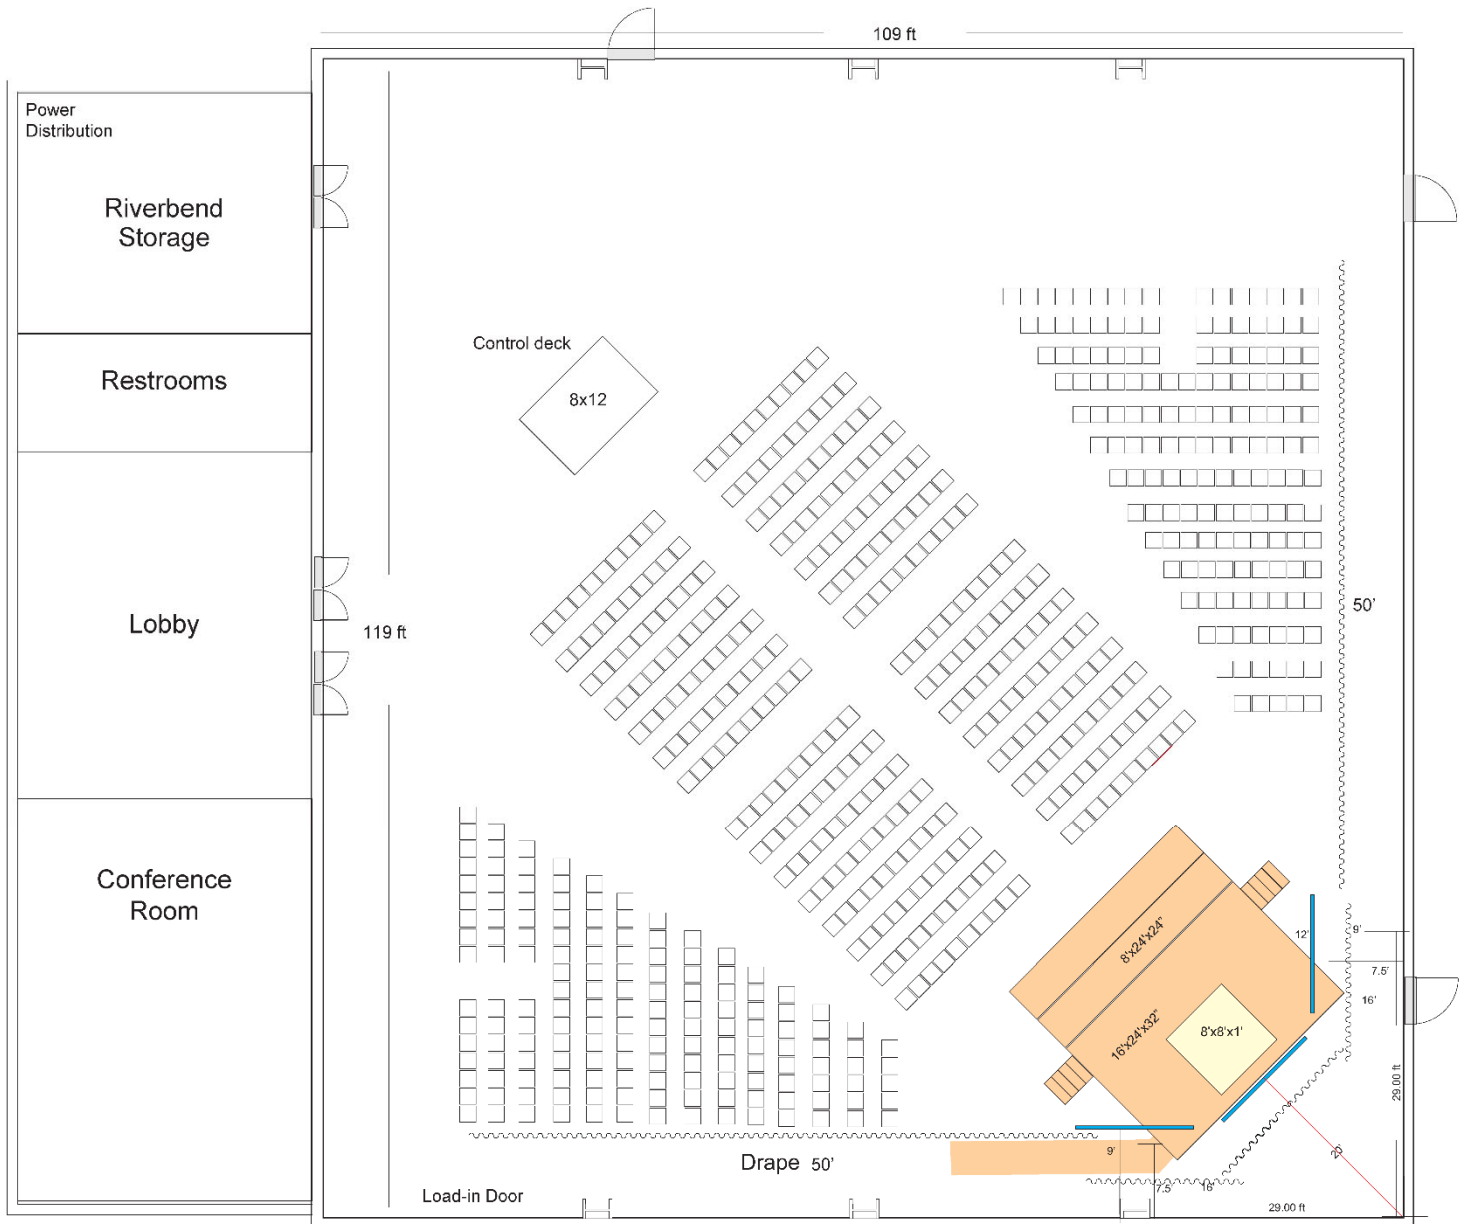 109 ft
Power
Distribution
Riverbend
Storage
Control deck
Restrooms
8x12
50'
Lobby
119 ft
Conference
Room
8'x24'x24"
12'
9'
7.5'
16'
16'x24'x32"
8'x8'x1'
29.00 ft
9'
20'
Drape 50'
7.5'
16'
Load-in Door
29.00 ft